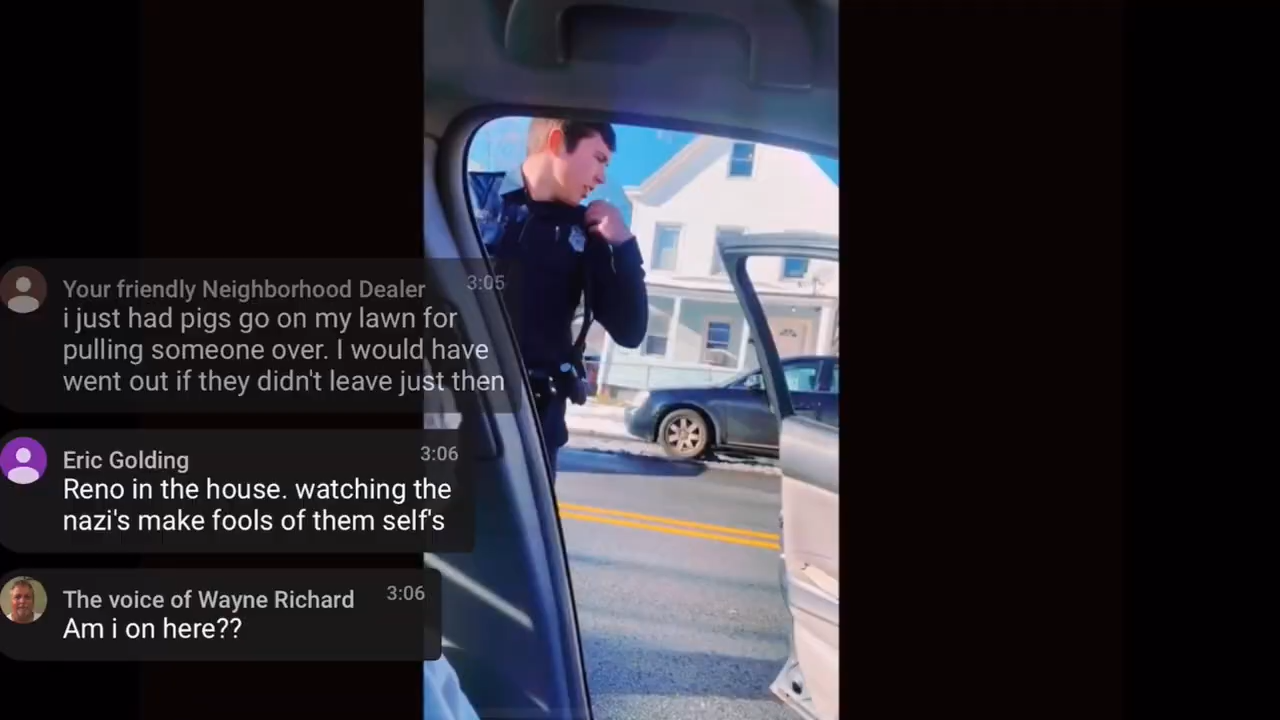 Your friendly Neighborhood Dealer 3:05
i just had pigs go on my lawn for
pulling someone over. I would have
went out if they didn't leave just then
Eric Golding 3:06
Reno in the house. watching the
nazi's make fools of them self's
The voice of Wayne Richard 3:06
Am i on here??